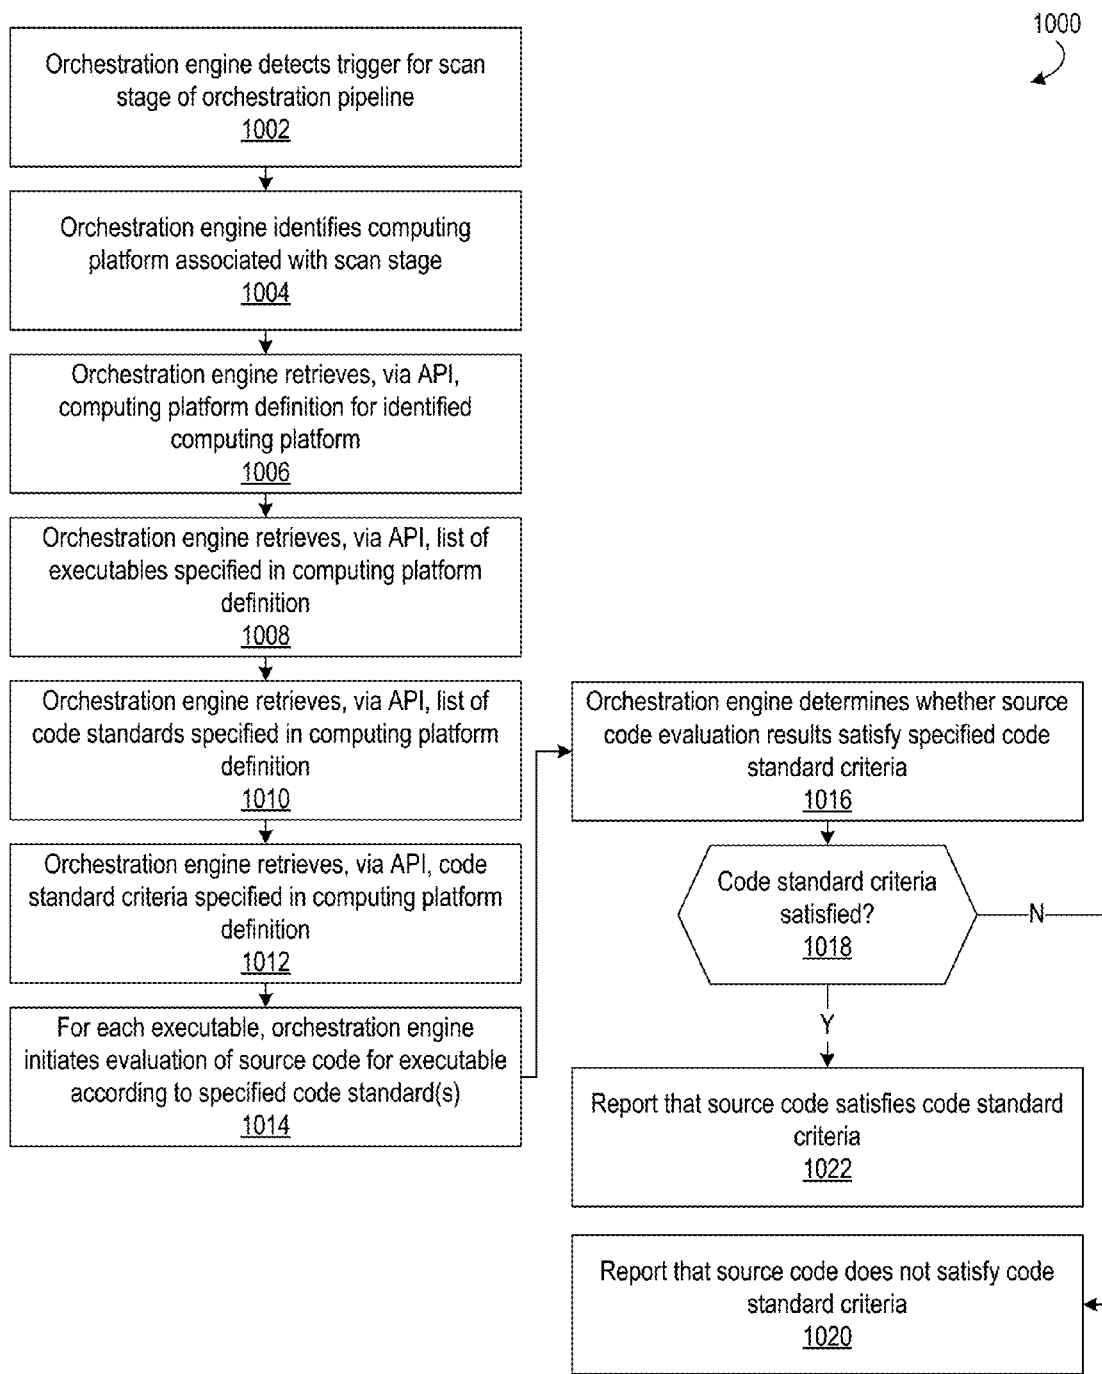 1000
Orchestration engine detects trigger for scan
stage of orchestration pipeline
1002
Orchestration engine identifies computing
platform associated with scan stage
1004
Orchestration engine retrieves, via API,
computing platform definition for identified
computing platform
1006
Orchestration engine retrieves, via API, list of
executables specified in computing platform
definition
1008
Orchestration engine retrieves, via API, list of
code standards specified in computing platform
definition
1010
Orchestration engine retrieves, via API, code
standard criteria specified in computing platform
definition
1012
For each executable, orchestration engine
initiates evaluation of source code for executable
according to specified code standard(s)
1014
Orchestration engine determines whether source
code evaluation results satisfy specified code
standard criteria
1016
Code standard criteria
satisfied?
1018
N
Y
Report that source code satisfies code standard
criteria
1022
Report that source code does not satisfy code
standard criteria
1020